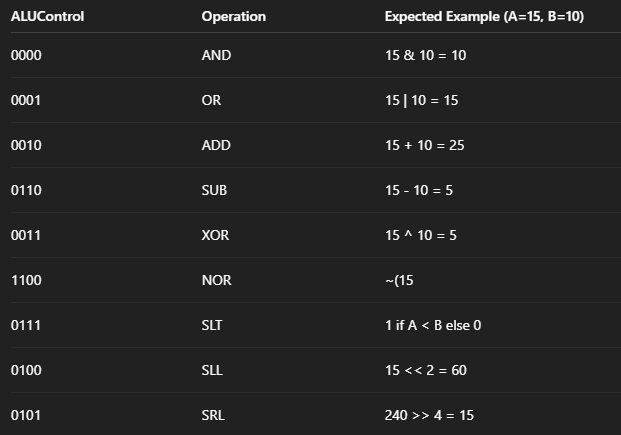 ALUControl Operation Expected Example (A=15, B=10)
0000 AND 15 & 10 = 10
0001 OR 15 | 10 = 15
0010 ADD 15 + 10 = 25
0110 SUB 15 - 10 = 5
0011 XOR 15 ^ 10 = 5
1100 NOR ~(15
0111 SLT 1 if A < B else 0
0100 SLL 15 << 2 = 60
0101 SRL 240 >> 4 = 15